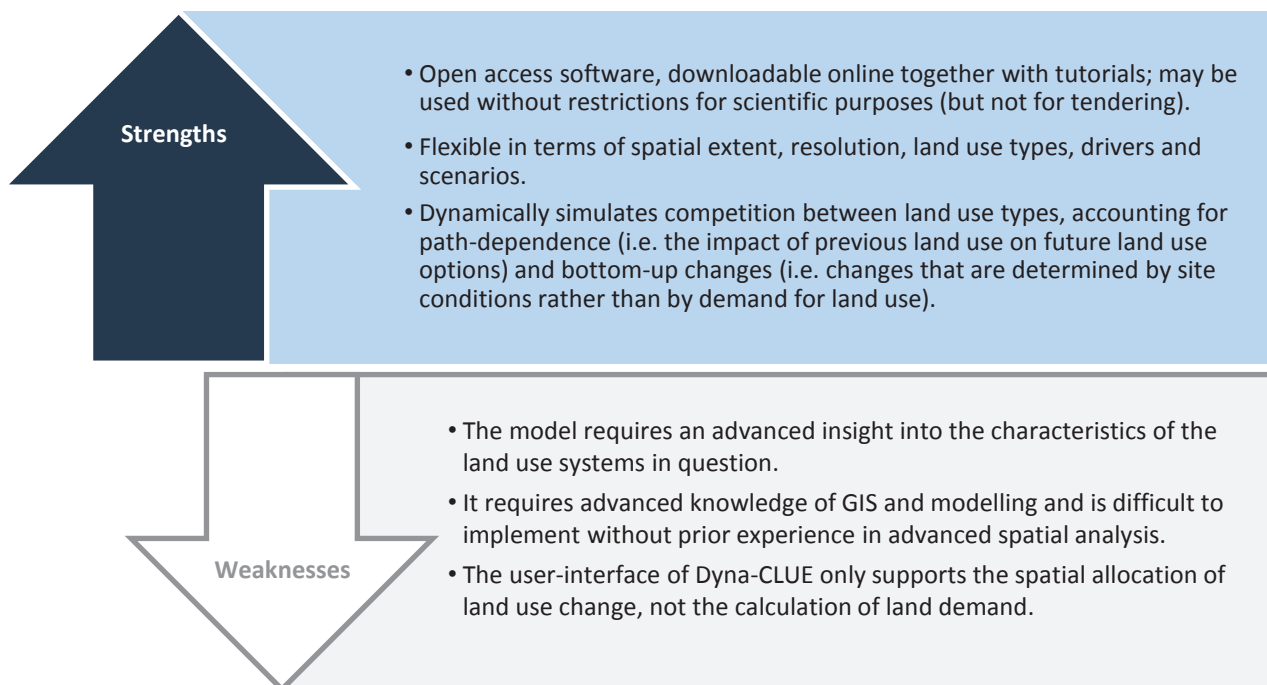 Strengths
• Open access software, downloadable online together with tutorials; may be
used without restrictions for scientific purposes (but not for tendering).
• Flexible in terms of spatial extent, resolution, land use types, drivers and
scenarios.
• Dynamically simulates competition between land use types, accounting for
path-dependence (i.e. the impact of previous land use on future land use
options) and bottom-up changes (i.e. changes that are determined by site
conditions rather than by demand for land use).
Weaknesses
• The model requires an advanced insight into the characteristics of the
land use systems in question.
• It requires advanced knowledge of GIS and modelling and is difficult to
implement without prior experience in advanced spatial analysis.
• The user-interface of Dyna-CLUE only supports the spatial allocation of
land use change, not the calculation of land demand.